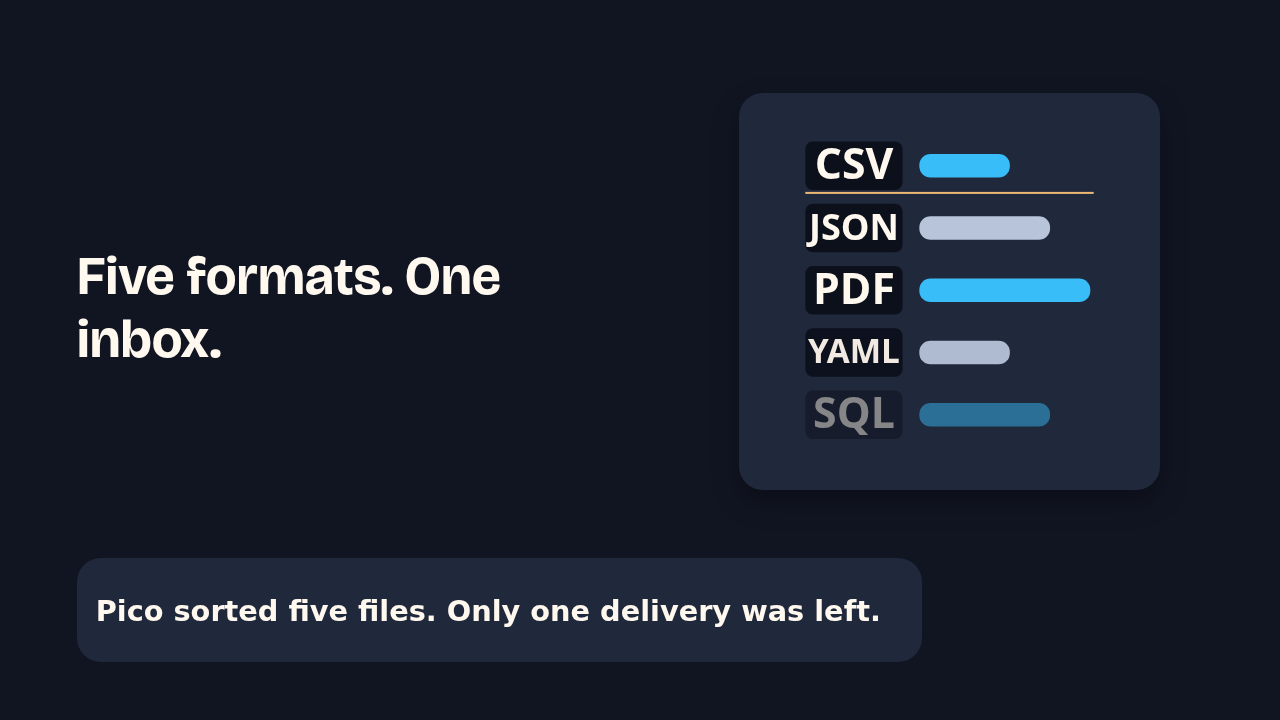 Five formats. One
inbox.
CSV
JSON
PDF
YAML
SQL
Pico sorted five files. Only one delivery was left.